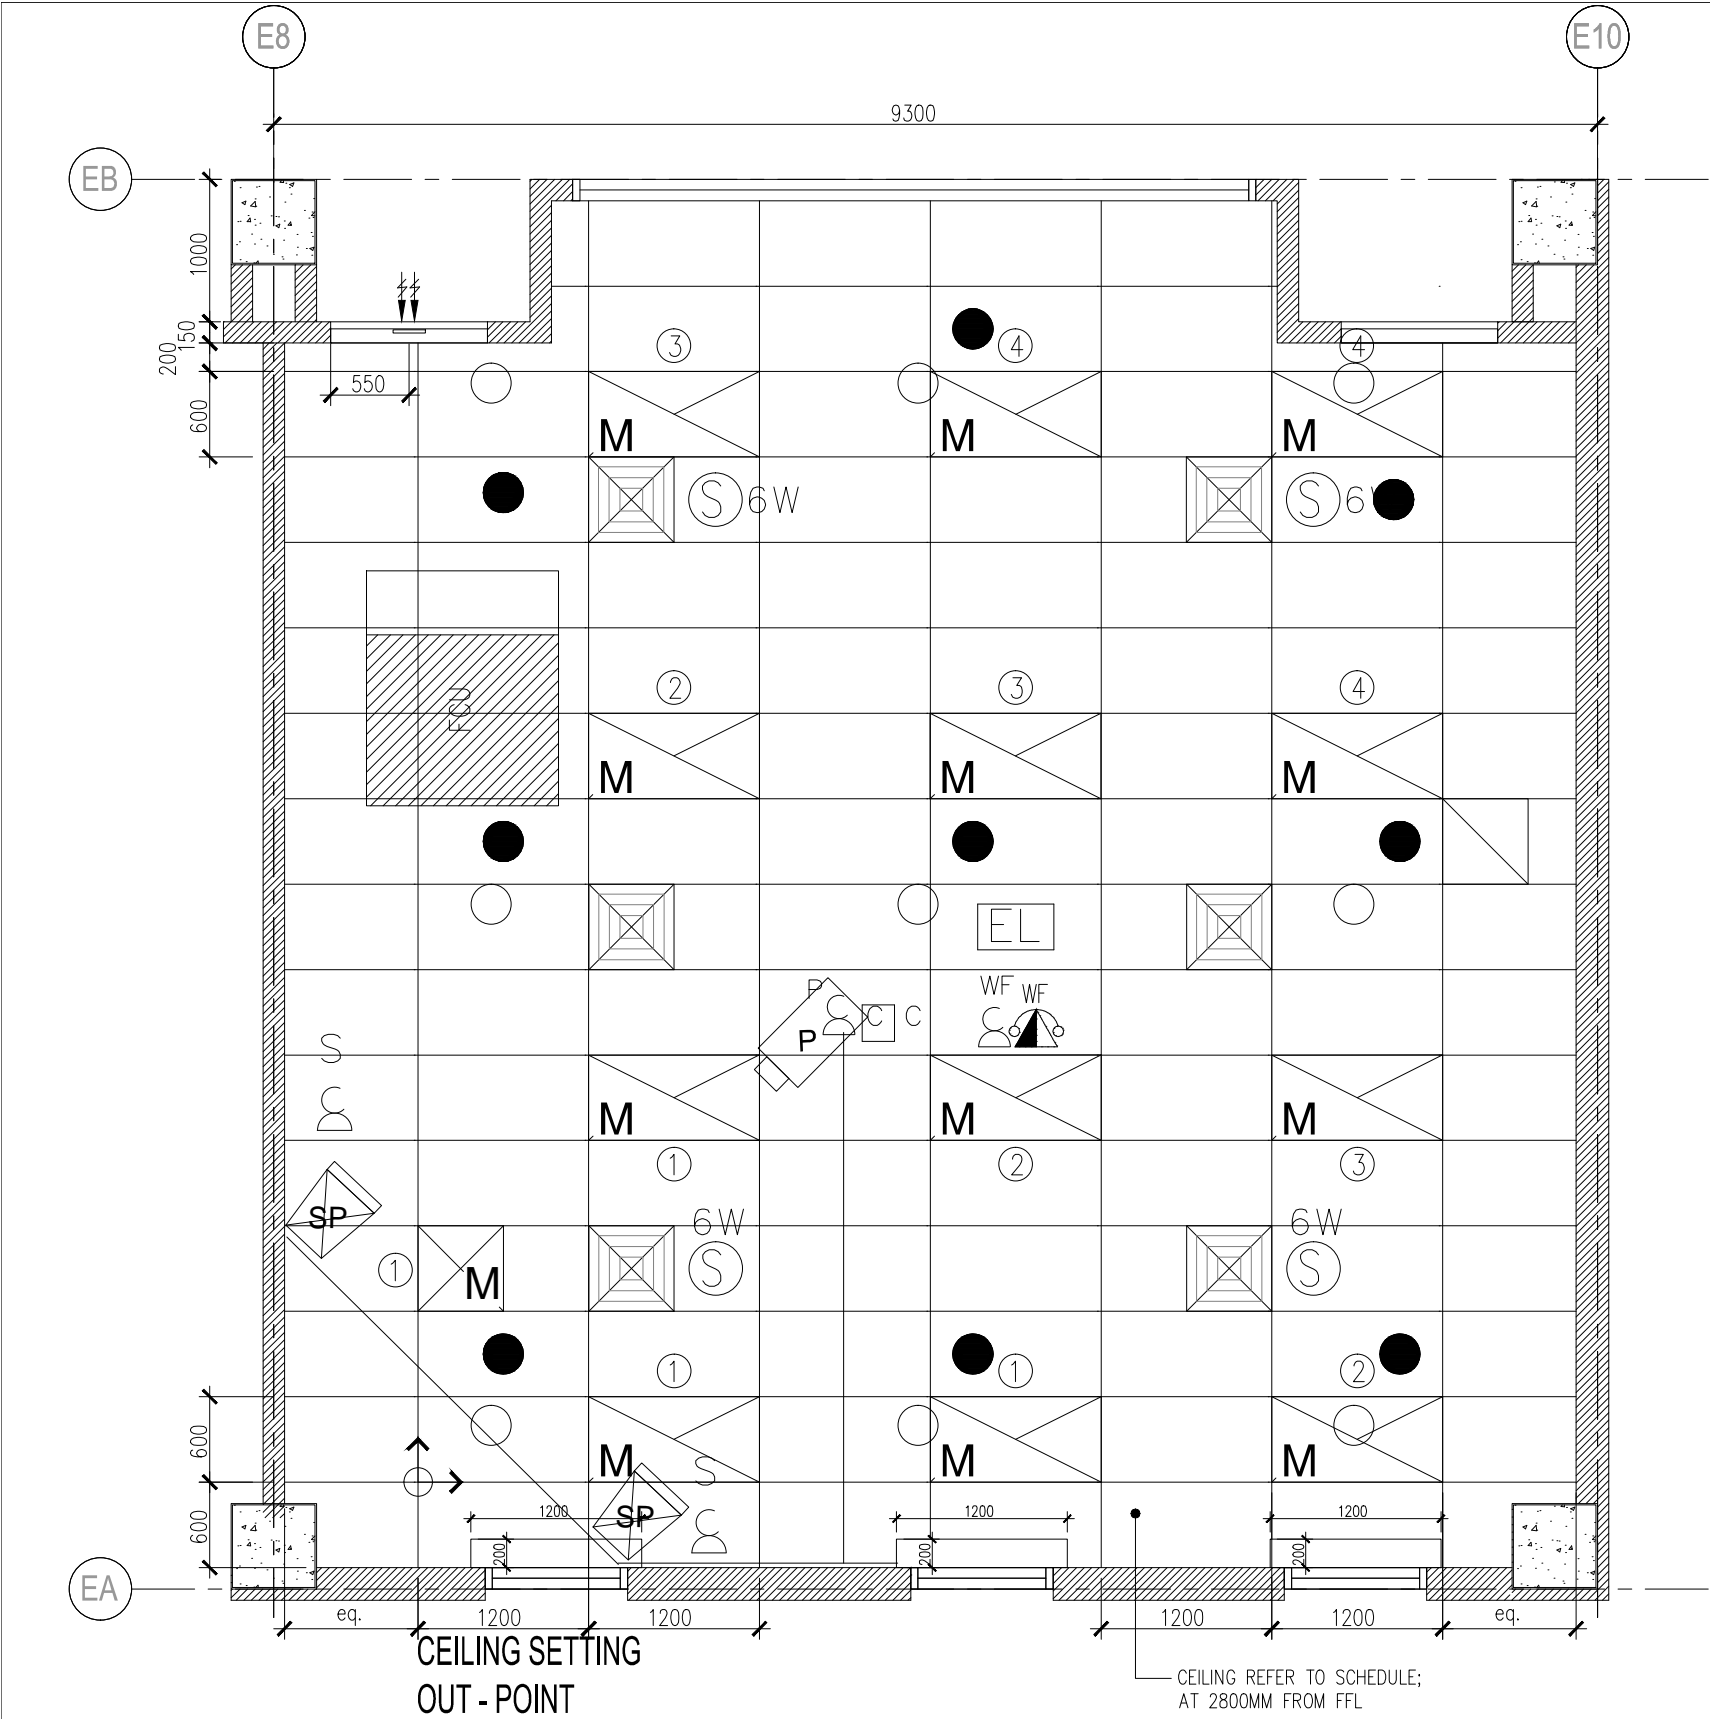 E8
E10
9300
EB
1000
150
200
550
600
3
4
4
M
M
M
S
6W
S
6
FCU
2
3
4
M
M
M
EL
P
C
C
C
WF
WF
C
P
S
C
M
M
M
1
2
3
SP
6W
6W
1
M
S
S
1
1
2
600
M
M
M
S
SP
C
600
1200
1200
1200
200
200
200
EA
eq.
1200
1200
1200
1200
eq.
CEILING SETTING
OUT - POINT
CEILING REFER TO SCHEDULE;
AT 2800MM FROM FFL